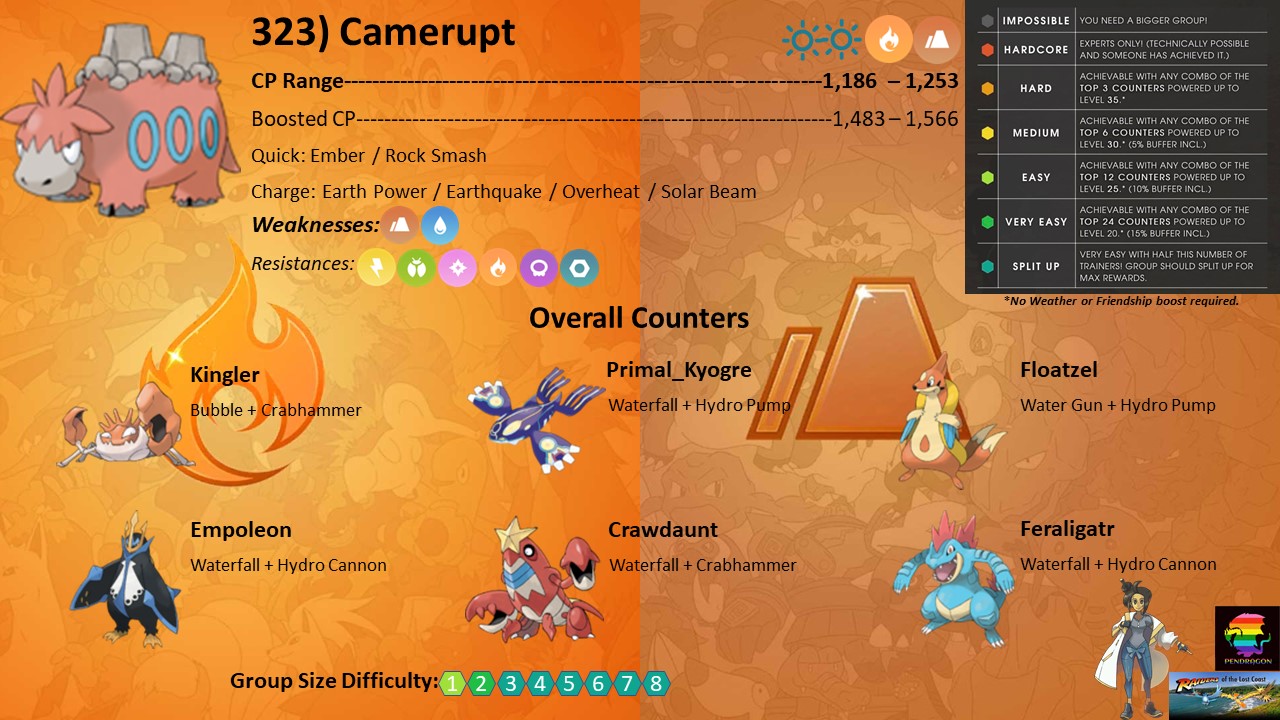 323) Camerupt
CP Range--------------------------------------------------------------------1,186 – 1,253
Boosted CP--------------------------------------------------------------------1,483 – 1,566
Quick: Ember / Rock Smash
Charge: Earth Power / Earthquake / Overheat / Solar Beam
Weaknesses:
Resistances:
IMPOSSIBLE YOU NEED A BIGGER GROUP!
HARDCORE EXPERTS ONLY! (TECHNICALLY POSSIBLE
AND SOMEONE HAS ACHIEVED IT.)
HARD ACHIEVABLE WITH ANY COMBO OF THE
TOP 3 COUNTERS POWERED UP TO
LEVEL 35.*
MEDIUM ACHIEVABLE WITH ANY COMBO OF THE
TOP 6 COUNTERS POWERED UP TO
LEVEL 30.* (5% BUFFER INCL.)
EASY ACHIEVABLE WITH ANY COMBO OF THE
TOP 12 COUNTERS POWERED UP TO
LEVEL 25.* (10% BUFFER INCL.)
VERY EASY ACHIEVABLE WITH ANY COMBO OF THE
TOP 24 COUNTERS POWERED UP TO
LEVEL 20.* (15% BUFFER INCL.)
SPLIT UP VERY EASY WITH HALF THIS NUMBER OF
TRAINERS! GROUP SHOULD SPLIT UP FOR
MAX REWARDS.
*No Weather or Friendship boost required.
Overall Counters
Kingler
Bubble + Crabhammer
Primal_Kyogre
Waterfall + Hydro Pump
Floatzel
Water Gun + Hydro Pump
Empoleon
Waterfall + Hydro Cannon
Crawdaunt
Waterfall + Crabhammer
Feraligatr
Waterfall + Hydro Cannon
Group Size Difficulty: 1 2 3 4 5 6 7 8
PENDRAGON
RAIDERS of the Lost Coast